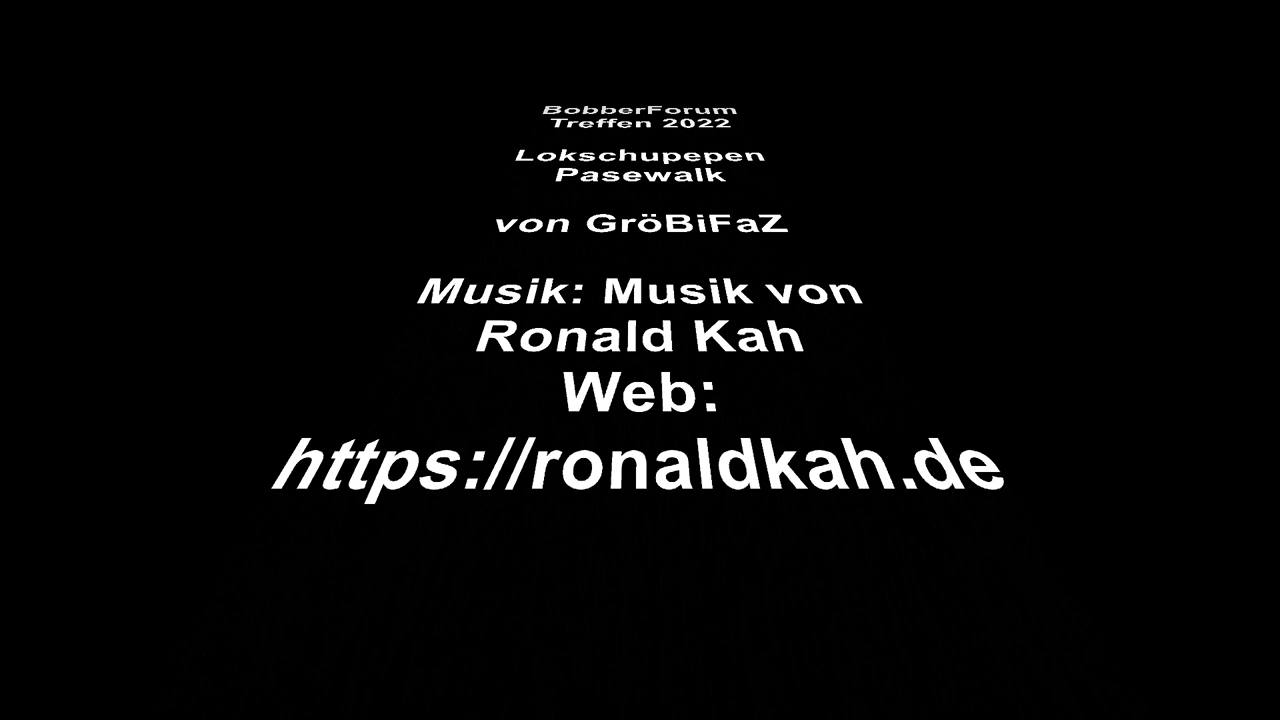 BobberForum
Treffen 2022
Lokschupepen
Pasewalk
von GröBiFaZ
Musik: Musik von
Ronald Kah
Web:
https://ronaldkah.de